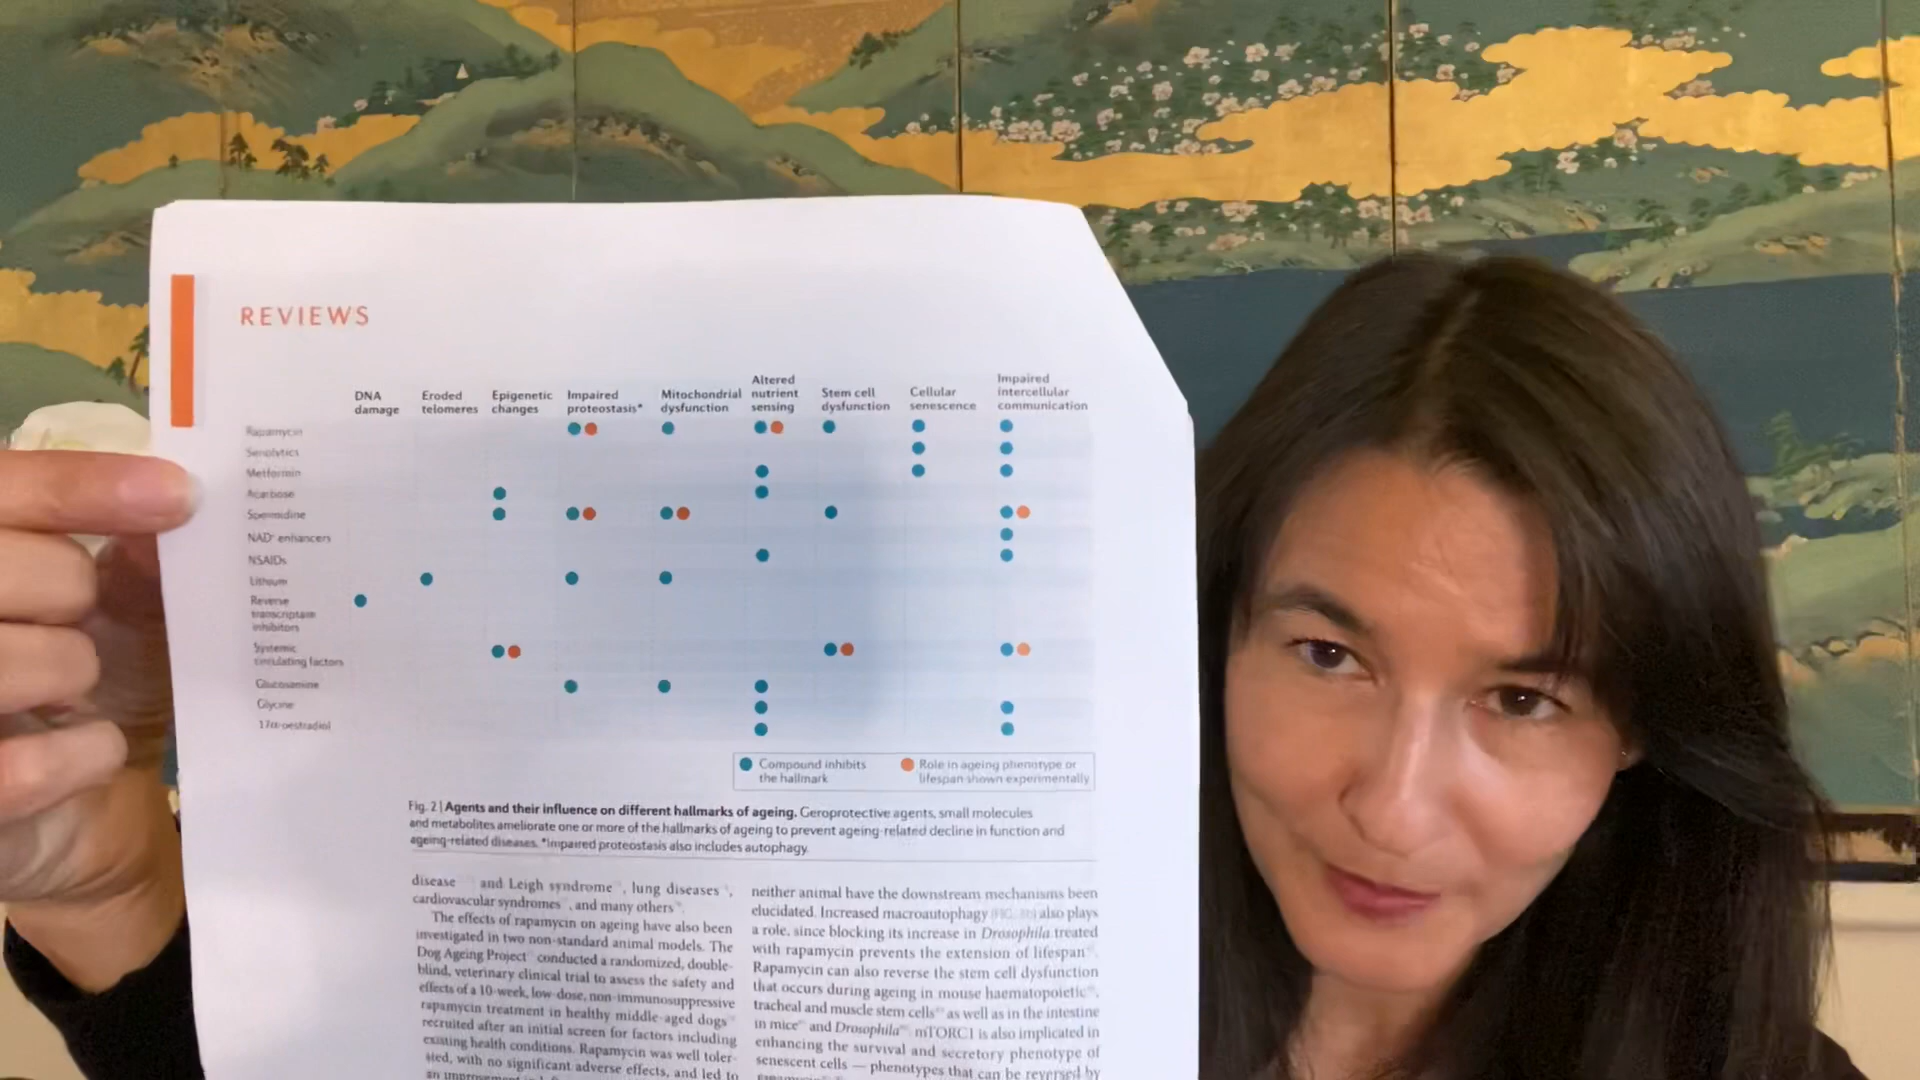 REVIEWS
DNA
damage
Eroded
telomeres
Epigenetic
changes
Impaired
proteostasis*
Mitochondrial
dysfunction
Altered
nutrient
sensing
Stem cell
dysfunction
Cellular
senescence
Impaired
intercellular
communication
Rapamycin
Senolytics
Metformin
Acarbose
Spermidine
NAD+ enhancers
NSAIDs
Lithium
Reverse
transcriptase
inhibitors
Systemic
circulating factors
Glucosamine
Glycine
17α-oestradiol
Compound inhibits
the hallmark
Role in ageing phenotype or
lifespan shown experimentally
Fig. 2 | Agents and their influence on different hallmarks of ageing. Geroprotective agents, small molecules
and metabolites ameliorate one or more of the hallmarks of ageing to prevent ageing-related decline in function and
ageing-related diseases. *Impaired proteostasis also includes autophagy.
disease and Leigh syndrome , lung diseases ,
cardiovascular syndromes , and many others .
The effects of rapamycin on ageing have also been
investigated in two non-standard animal models. The
Dog Ageing Project conducted a randomized, double-
blind, veterinary clinical trial to assess the safety and
effects of a 10-week, low-dose, non-immunosuppressive
rapamycin treatment in healthy middle-aged dogs
recruited after an initial screen for factors including
existing health conditions. Rapamycin was well toler-
ated, with no significant adverse effects, and led to
neither animal have the downstream mechanisms been
elucidated. Increased macroautophagy also plays
a role, since blocking its increase in Drosophila treated
with rapamycin prevents the extension of lifespan .
Rapamycin can also reverse the stem cell dysfunction
that occurs during ageing in mouse haematopoietic ,
tracheal and muscle stem cells as well as in the intestine
in mice and Drosophila mTORC1 is also implicated in
enhancing the survival and secretory phenotype of
senescent cells — phenotypes that can be reversed by